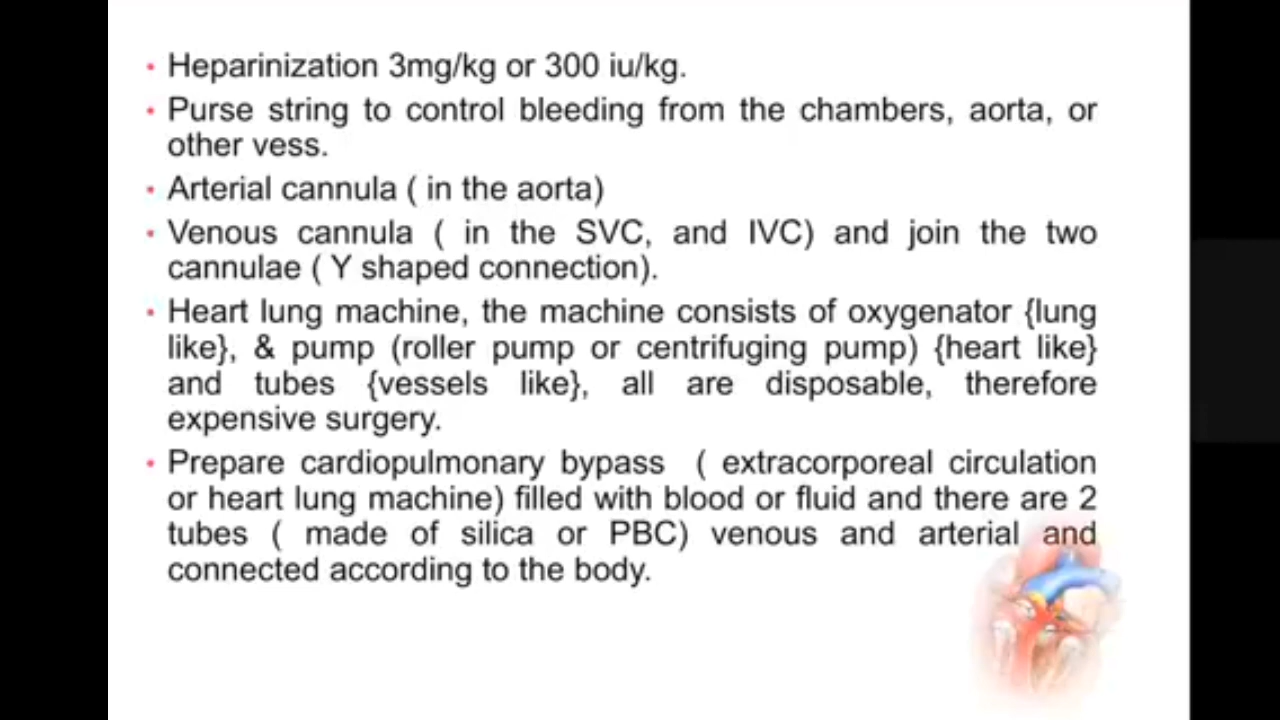 • Heparinization 3mg/kg or 300 iu/kg.
• Purse string to control bleeding from the chambers, aorta, or
other vess.
• Arterial cannula ( in the aorta)
• Venous cannula ( in the SVC, and IVC) and join the two
cannulae ( Y shaped connection).
• Heart lung machine, the machine consists of oxygenator {lung
like}, & pump (roller pump or centrifuging pump) {heart like}
and tubes {vessels like}, all are disposable, therefore
expensive surgery.
• Prepare cardiopulmonary bypass ( extracorporeal circulation
or heart lung machine) filled with blood or fluid and there are 2
tubes ( made of silica or PBC) venous and arterial and
connected according to the body.